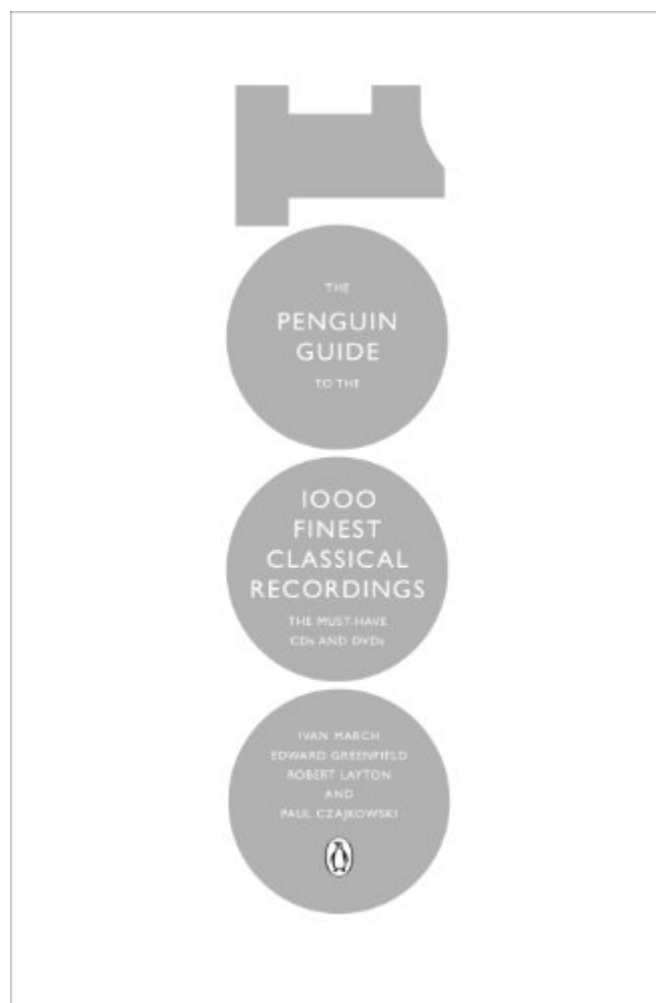 THE
PENGUIN
GUIDE
TO THE
1000
FINEST
CLASSICAL
RECORDINGS
THE MUST-HAVE
CDs AND DVDs
IVAN MARCH
EDWARD GREENFIELD
ROBERT LAYTON
AND
PAUL CZAJKOWSKI